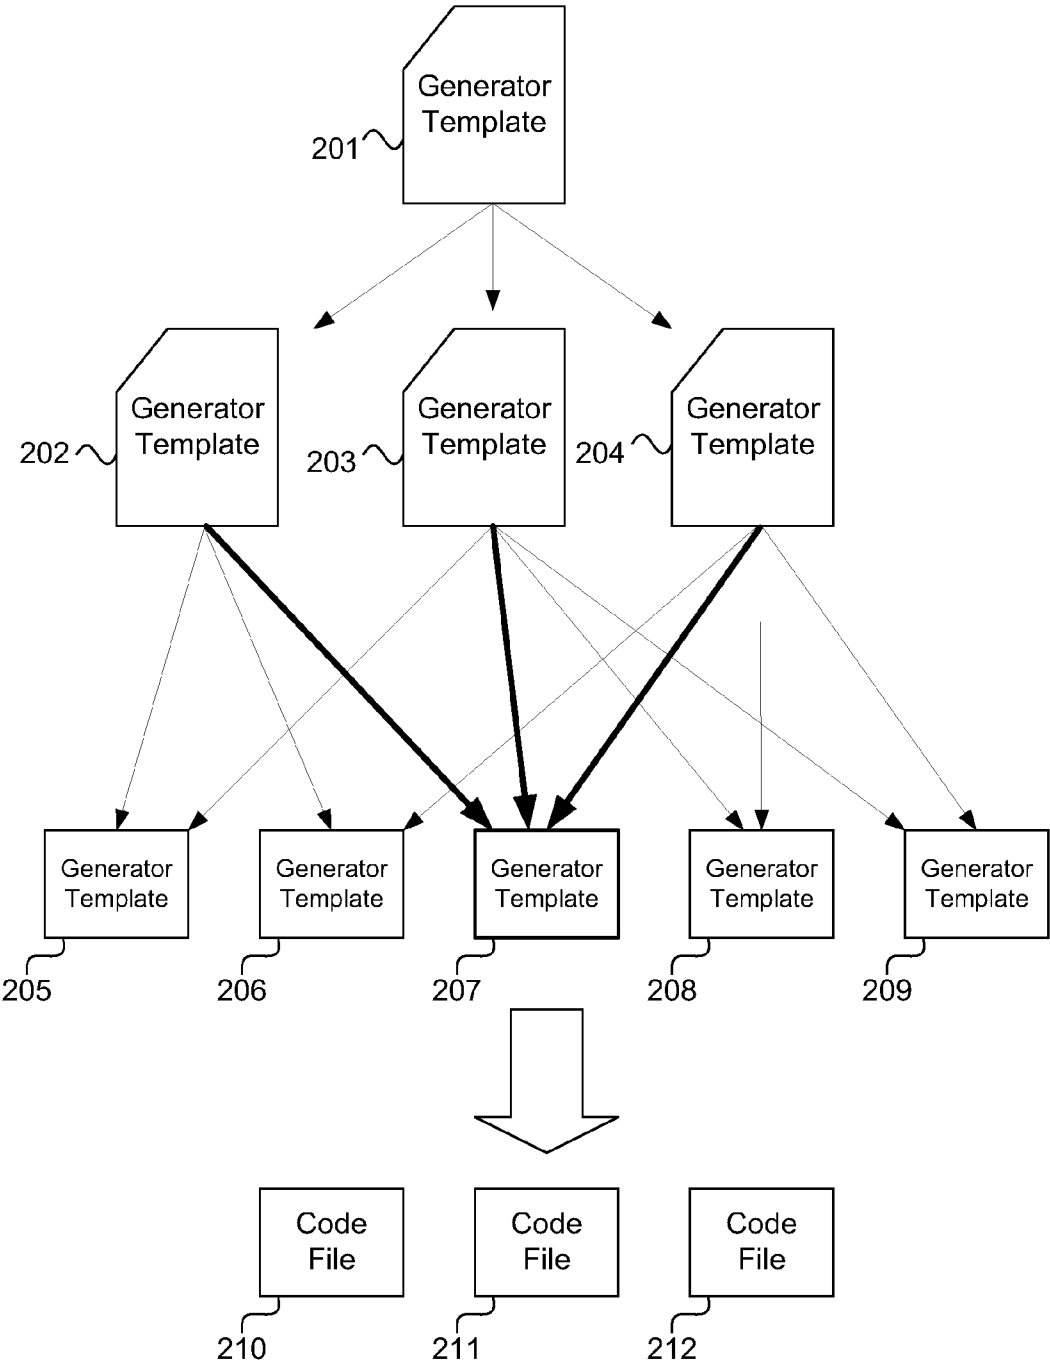 Generator
Template
201
Generator
Template
202
Generator
Template
203
Generator
Template
204
Generator
Template
205
Generator
Template
206
Generator
Template
207
Generator
Template
208
Generator
Template
209
Code
File
210
Code
File
211
Code
File
212